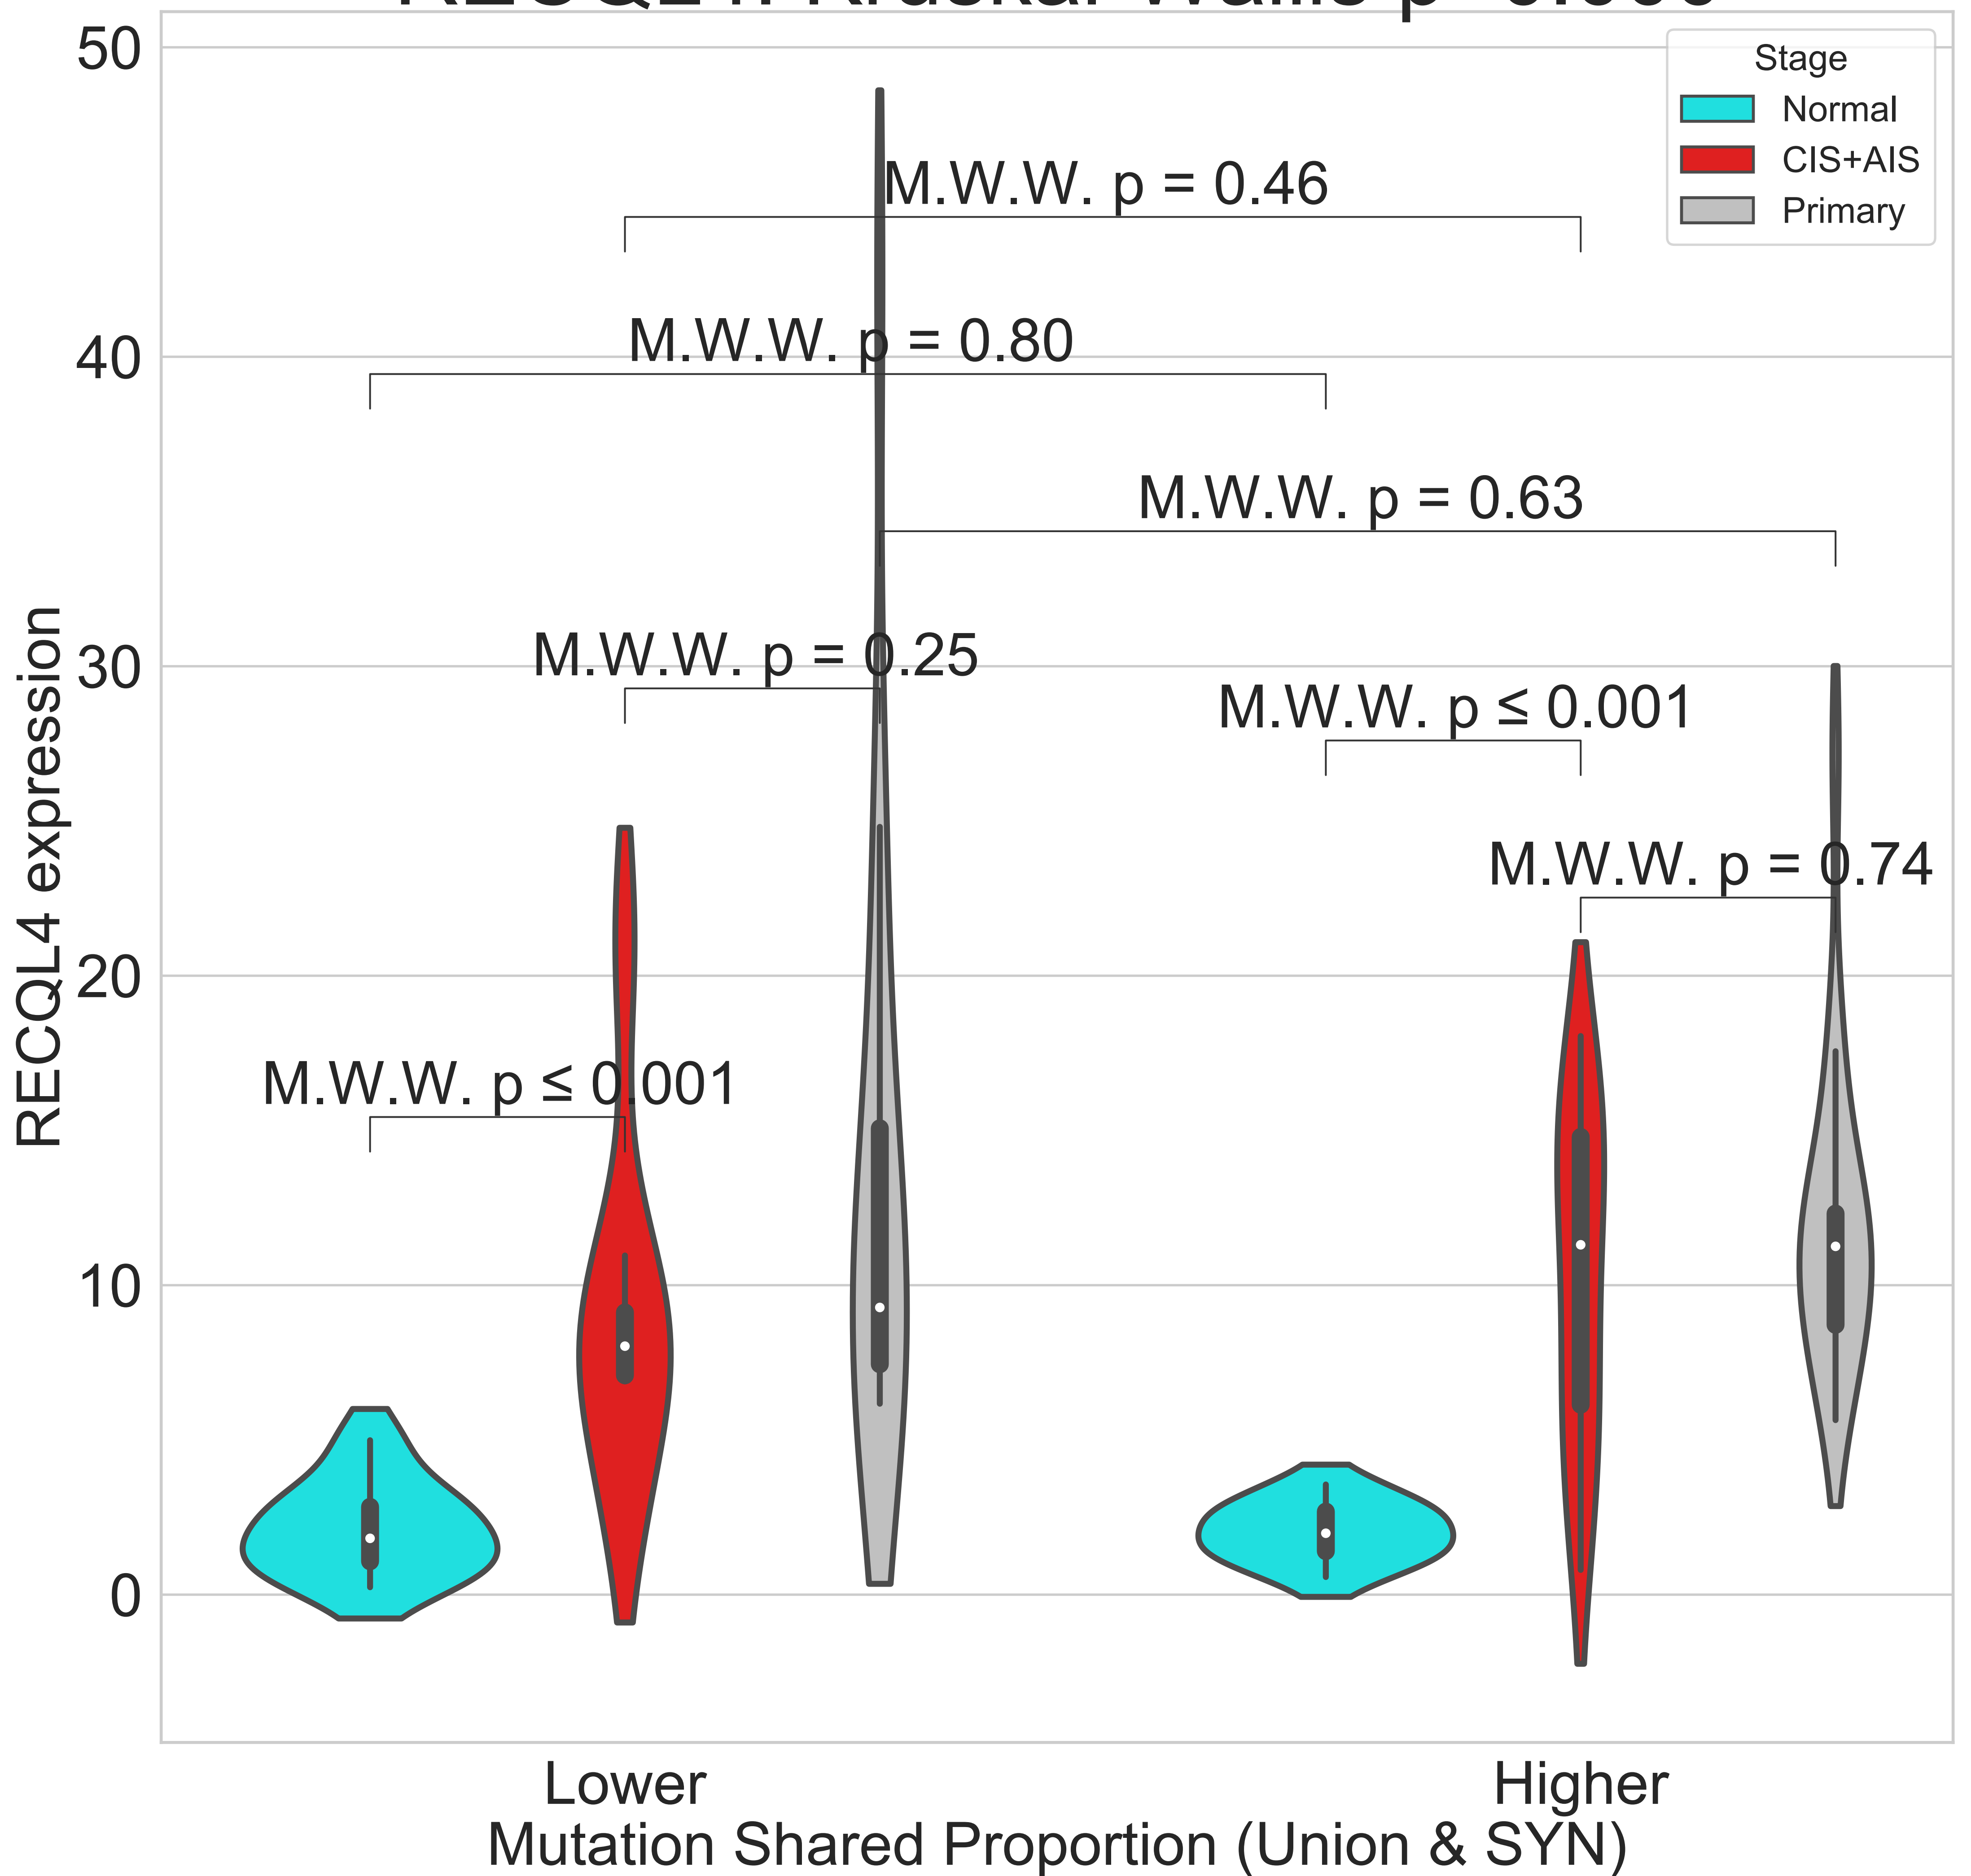 50
40
30
20
10
0
RECQL4 expression
Stage
Normal
CIS+AIS
Primary
M.W.W. p = 0.46
M.W.W. p = 0.80
M.W.W. p = 0.63
M.W.W. p = 0.25
M.W.W. p ≤ 0.001
M.W.W. p = 0.74
M.W.W. p ≤ 0.001
Lower
Higher
Mutation Shared Proportion (Union & SYN)